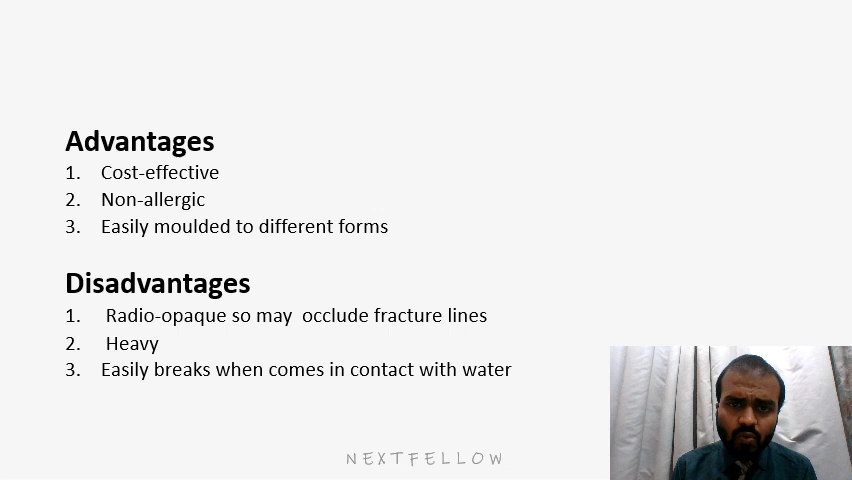 Advantages
1. Cost-effective
2. Non-allergic
3. Easily moulded to different forms
Disadvantages
1. Radio-opaque so may occlude fracture lines
2. Heavy
3. Easily breaks when comes in contact with water
NEXTFELLOW